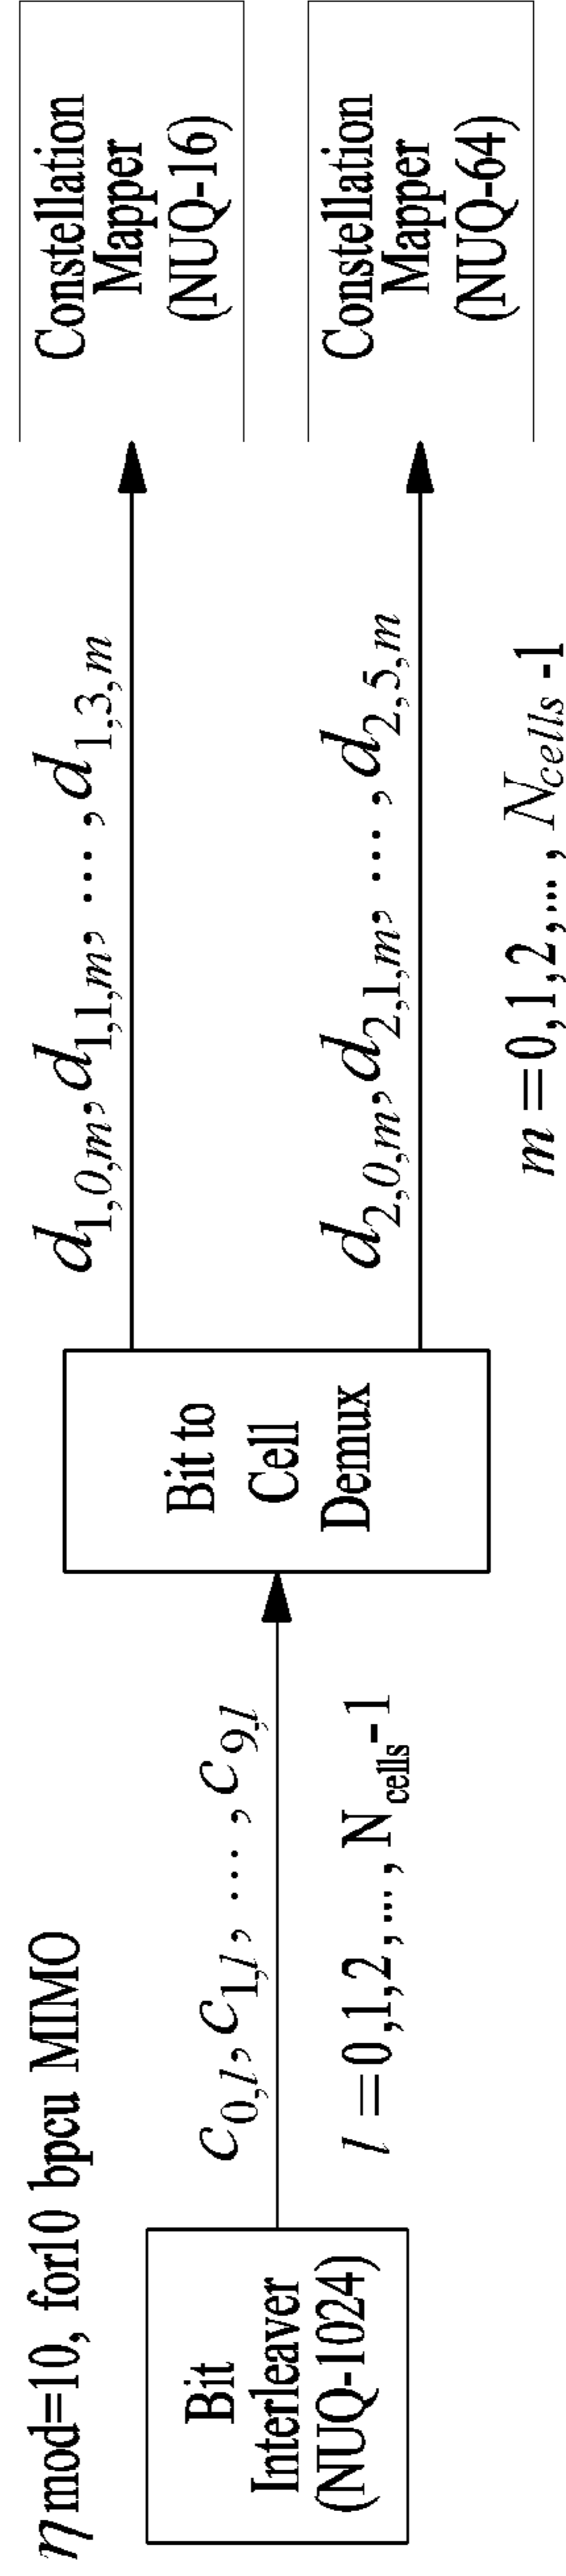 η mod=10, for10 bpcu MIMO
Bit
Interleaver
(NUQ-1024)
c0,l, c1,l, ... , c9,l
l =0,1,2 ,... , Ncells-1
Bit to
Cell
Demux
d1,0,m, d1,1,m, ... , d1,3,m
d2,0,m, d2,1,m, ... , d2,5,m
m =0,1,2 ,... , Ncells -1
Constellation
Mapper
(NUQ-16)
Constellation
Mapper
(NUQ-64)